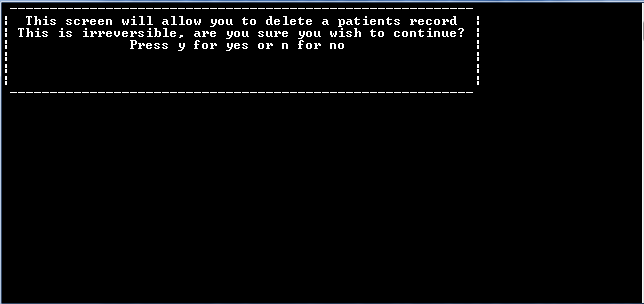 This screen will allow you to delete a patients record
This is irreversible, are you sure you wish to continue?
Press y for yes or n for no